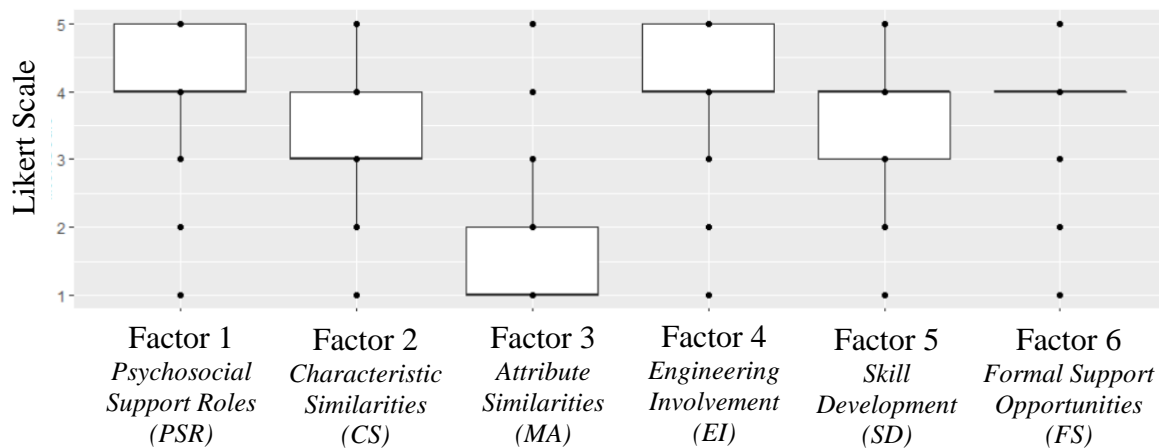 Likert Scale
5
4
3
2
1
Factor 1
Psychosocial
Support Roles
(PSR)
Factor 2
Characteristic
Similarities
(CS)
Factor 3
Attribute
Similarities
(MA)
Factor 4
Engineering
Involvement
(EI)
Factor 5
Skill
Development
(SD)
Factor 6
Formal Support
Opportunities
(FS)